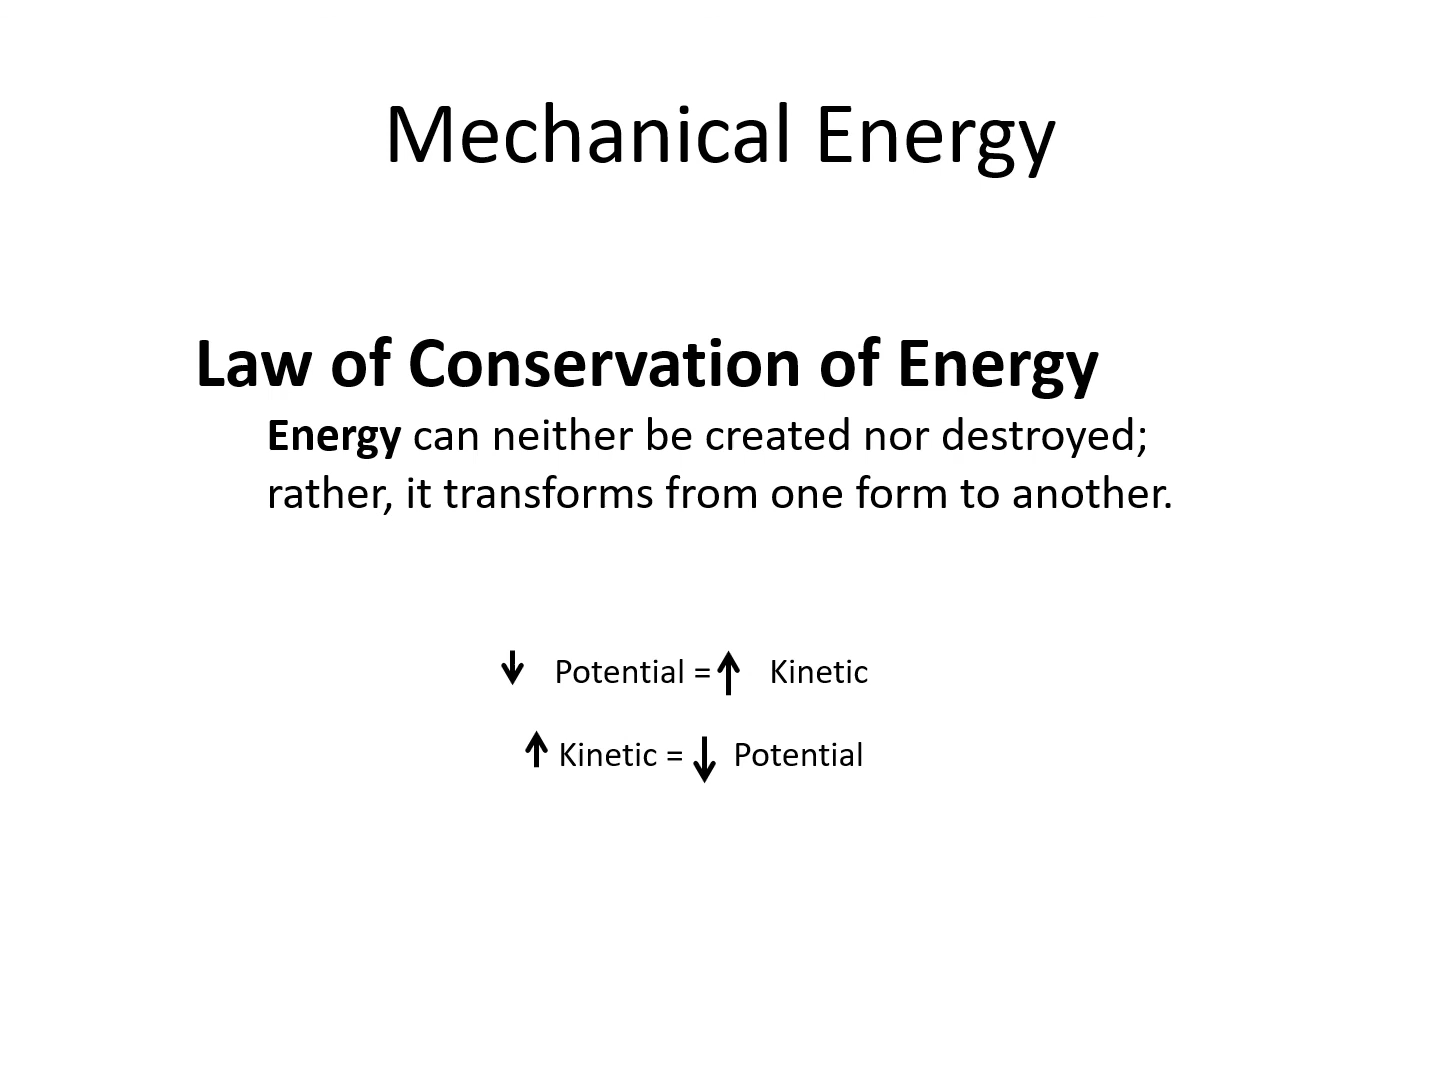 Mechanical Energy
Law of Conservation of Energy
Energy can neither be created nor destroyed;
rather, it transforms from one form to another.
↓ Potential = ↑ Kinetic
↑ Kinetic = ↓ Potential